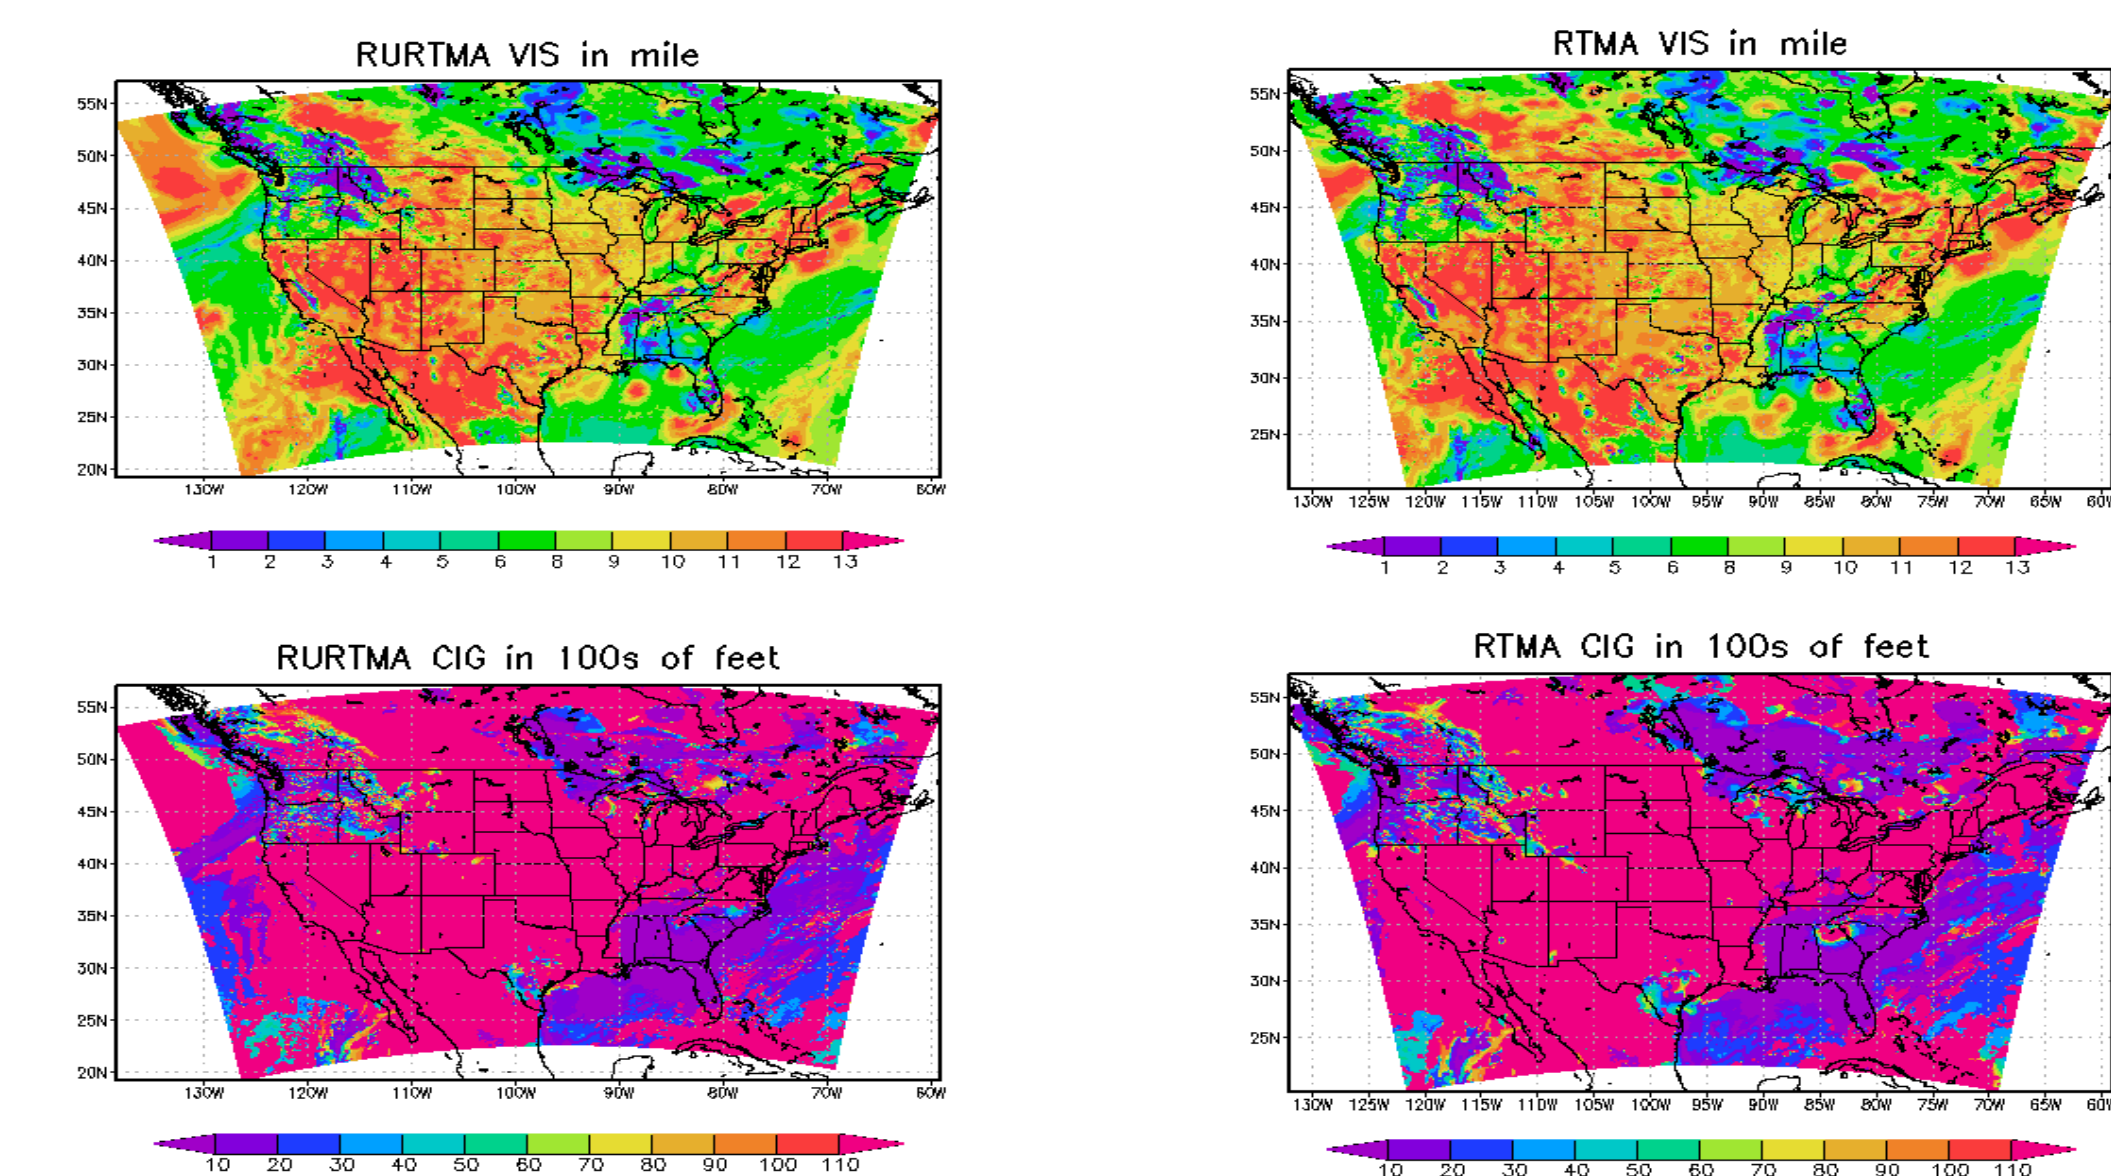 RURTMA VIS in mile
55N
50N
45N
40N
35N
30N
25N
20N
130W 120W 110W 100W 90W 80W 70W 60W
1 2 3 4 5 6 8 9 10 11 12 13
RTMA VIS in mile
55N
50N
45N
40N
35N
30N
25N
130W 125W 120W 115W 110W 105W 100W 95W 90W 85W 80W 75W 70W 65W 60W
1 2 3 4 5 6 8 9 10 11 12 13
RURTMA CIG in 100s of feet
55N
50N
45N
40N
35N
30N
25N
20N
130W 120W 110W 100W 90W 80W 70W 60W
10 20 30 40 50 60 70 80 90 100 110
RTMA CIG in 100s of feet
55N
50N
45N
40N
35N
30N
25N
130W 125W 120W 115W 110W 105W 100W 95W 90W 85W 80W 75W 70W 65W 60W
10 20 30 40 50 60 70 80 90 100 110